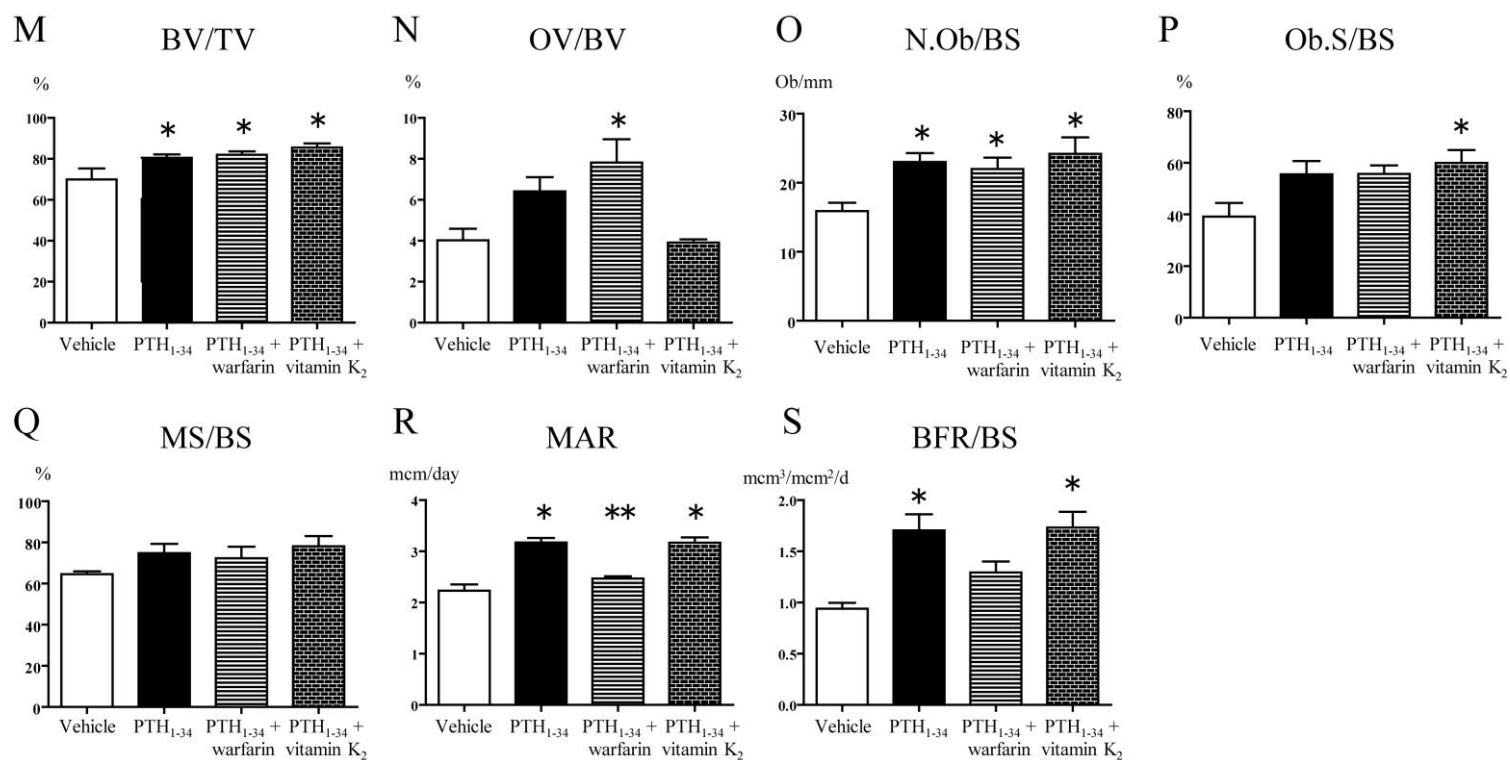 M BV/TV
%
* * *
100
80
60
40
20
0
Vehicle PTH₁₋₃₄ PTH₁₋₃₄ + PTH₁₋₃₄ +
warfarin vitamin K₂
N OV/BV
%
*
10
8
6
4
2
0
Vehicle PTH₁₋₃₄ PTH₁₋₃₄ + PTH₁₋₃₄ +
warfarin vitamin K₂
O N.Ob/BS
Ob/mm
* * *
30
20
10
0
Vehicle PTH₁₋₃₄ PTH₁₋₃₄ + PTH₁₋₃₄ +
warfarin vitamin K₂
P Ob.S/BS
%
*
80
60
40
20
0
Vehicle PTH₁₋₃₄ PTH₁₋₃₄ + PTH₁₋₃₄ +
warfarin vitamin K₂
Q MS/BS
%
100
80
60
40
20
0
Vehicle PTH₁₋₃₄ PTH₁₋₃₄ + PTH₁₋₃₄ +
warfarin vitamin K₂
R MAR
mcm/day
* ** *
4
3
2
1
0
Vehicle PTH₁₋₃₄ PTH₁₋₃₄ + PTH₁₋₃₄ +
warfarin vitamin K₂
S BFR/BS
mcm³/mcm²/d
* *
2.0
1.5
1.0
0.5
0.0
Vehicle PTH₁₋₃₄ PTH₁₋₃₄ + PTH₁₋₃₄ +
warfarin vitamin K₂